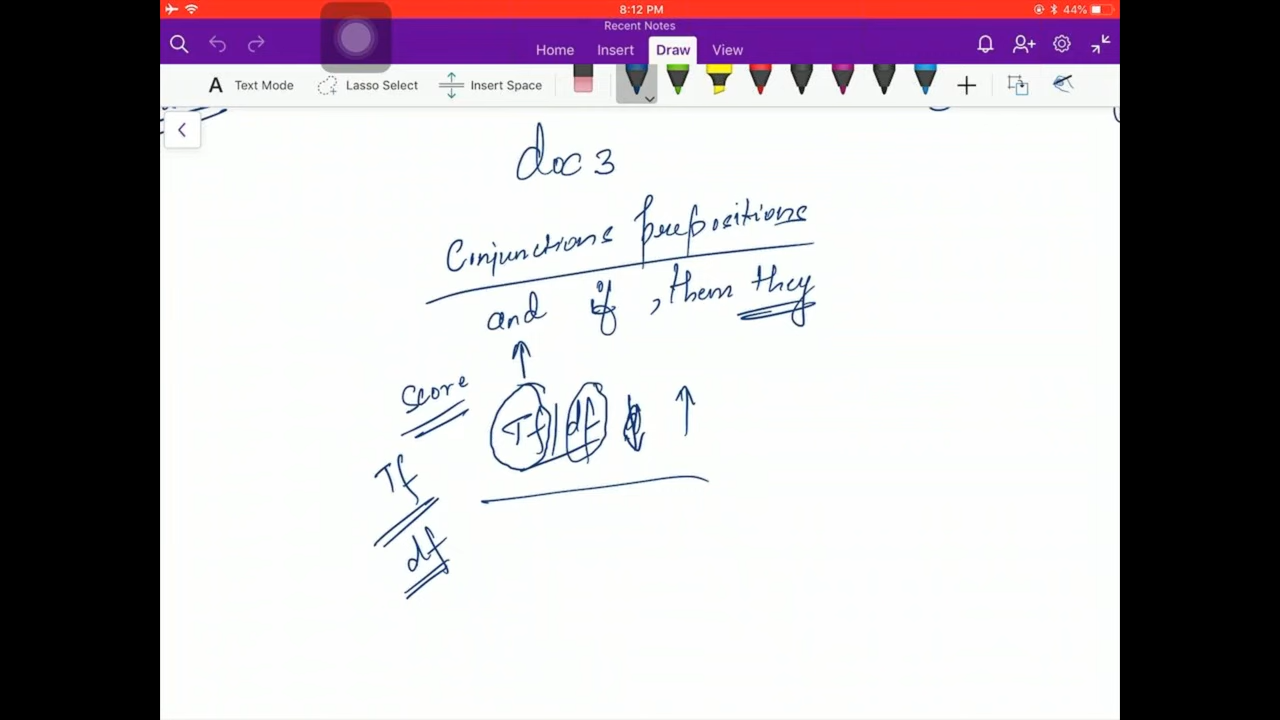 8:12 PM
44%
Recent Notes
Home Insert Draw View
A Text Mode Lasso Select Insert Space
doc 3
Conjunctions prepositions
and if , them they
score
Tf/df
Tf
df